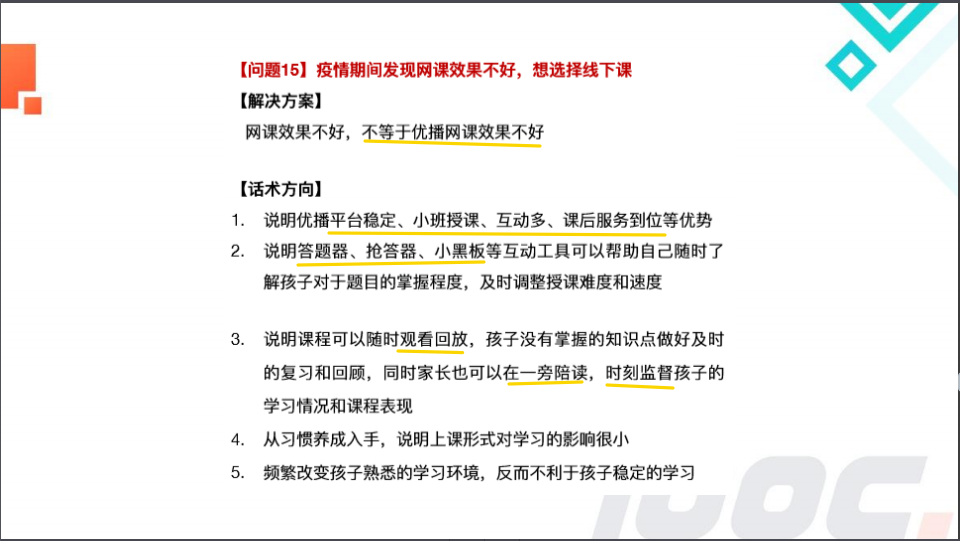 【问题15】疫情期间发现网课效果不好，想选择线下课
【解决方案】
网课效果不好，不等于优播网课效果不好
【话术方向】
1. 说明优播平台稳定、小班授课、互动多、课后服务到位等优势
2. 说明答题器、抢答器、小黑板等互动工具可以帮助自己随时了
解孩子对于题目的掌握程度，及时调整授课难度和速度
3. 说明课程可以随时观看回放，孩子没有掌握的知识点做好及时
的复习和回顾，同时家长也可以在一旁陪读，时刻监督孩子的
学习情况和课程表现
4. 从习惯养成入手，说明上课形式对学习的影响很小
5. 频繁改变孩子熟悉的学习环境，反而不利于孩子稳定的学习